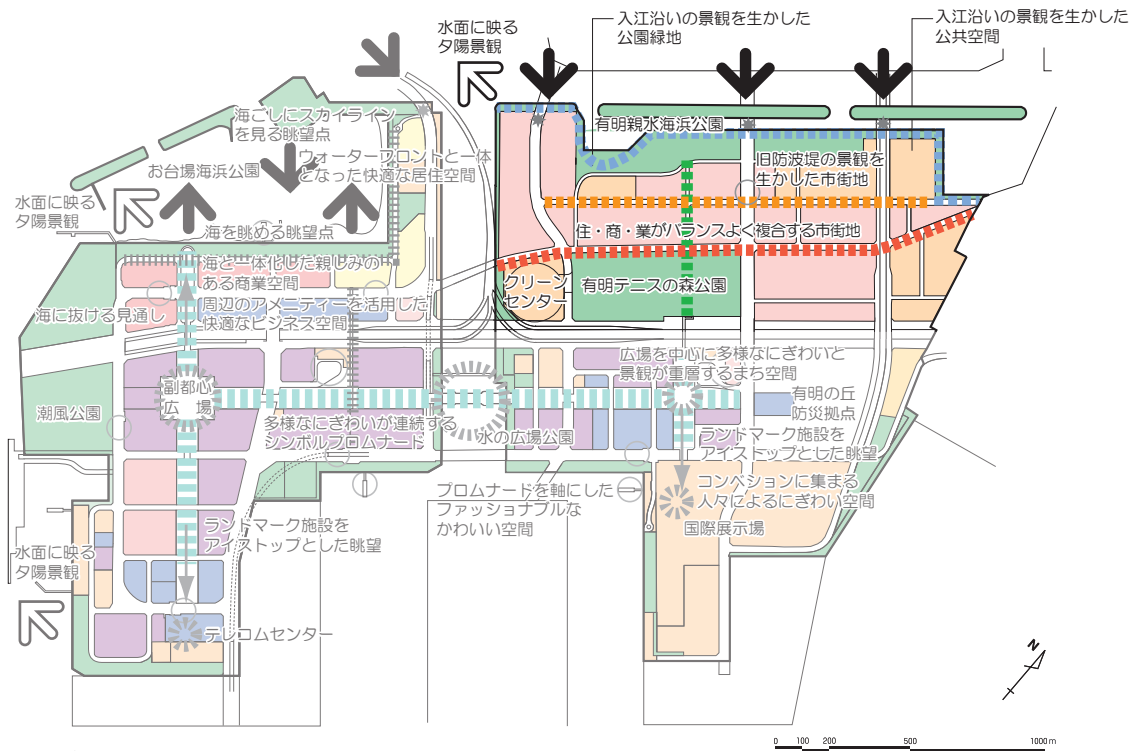 水面に映る
夕陽景観
入江沿いの景観を生かした
公園緑地
入江沿いの景観を生かした
公共空間
海ごしにスカイライン
を見る眺望点
有明親水海浜公園
お台場海浜公園
ウォーターフロントと一体
となった快適な居住空間
旧防波堤の景観を
生かした市街地
水面に映る
夕陽景観
海を眺める眺望点
住・商・業がバランスよく複合する市街地
海と一体化した親しみの
ある商業空間
クリーン
センター
有明テニスの森公園
海に抜ける見通し
周辺のアメニティーを活用した
快適なビジネス空間
広場を中心に多様なにぎわいと
景観が重層するまち空間
副都心
広場
潮風公園
有明の丘
防災拠点
多様なにぎわいが連続する
シンボルプロムナード
水の広場公園
ランドマーク施設を
アイストップとした眺望
プロムナードを軸にした
ファッショナブルな
かわいい空間
コンベションに集まる
人々によるにぎわい空間
国際展示場
ランドマーク施設を
アイストップとした眺望
水面に映る
夕陽景観
テレコムセンター
N
0 100 200 500 1000m